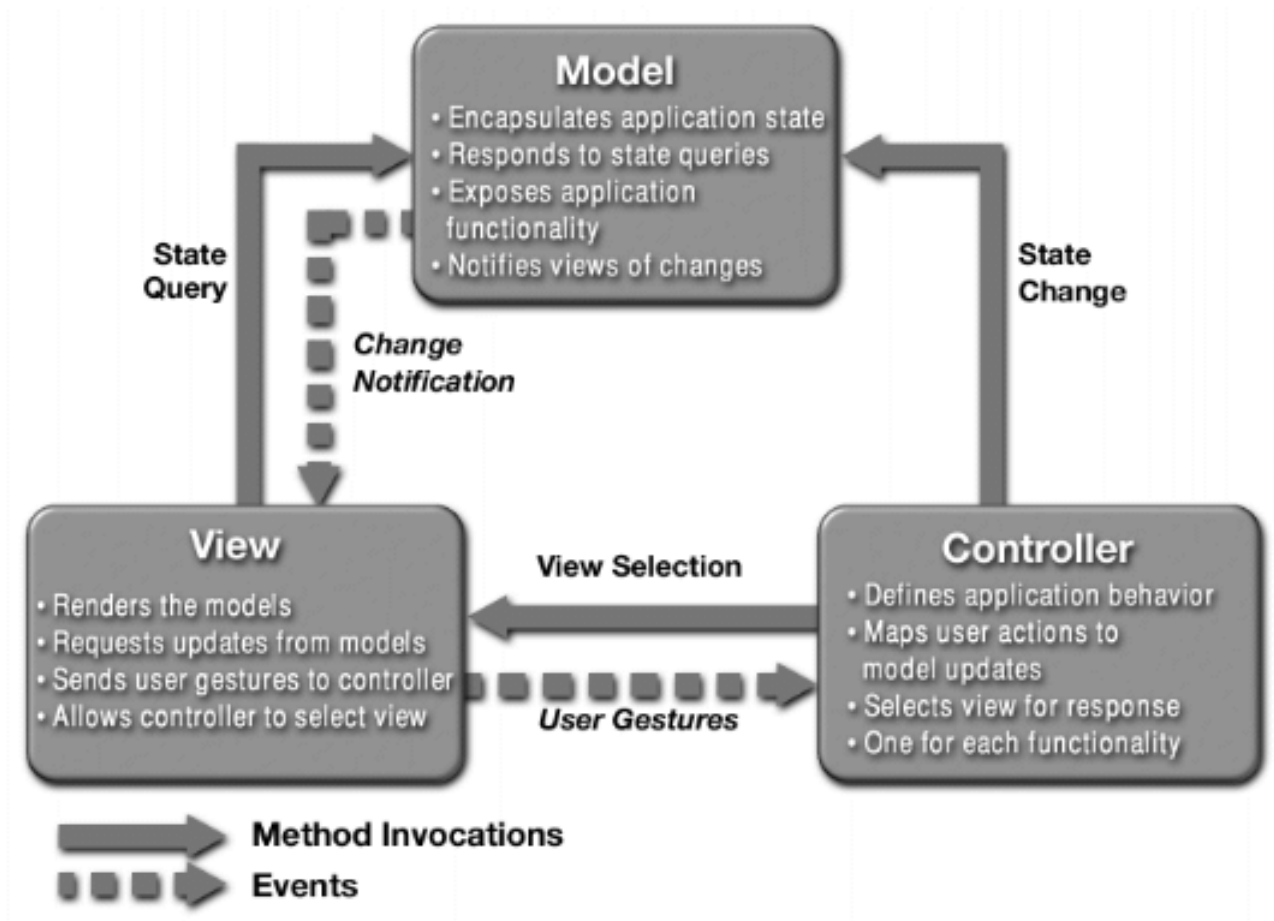 Model
• Encapsulates application state
• Responds to state queries
• Exposes application
functionality
• Notifies views of changes
State
Query
State
Change
Change
Notification
View
• Renders the models
• Requests updates from models
• Sends user gestures to controller
• Allows controller to select view
View Selection
User Gestures
Controller
• Defines application behavior
• Maps user actions to
model updates
• Selects view for response
• One for each functionality
Method Invocations
Events